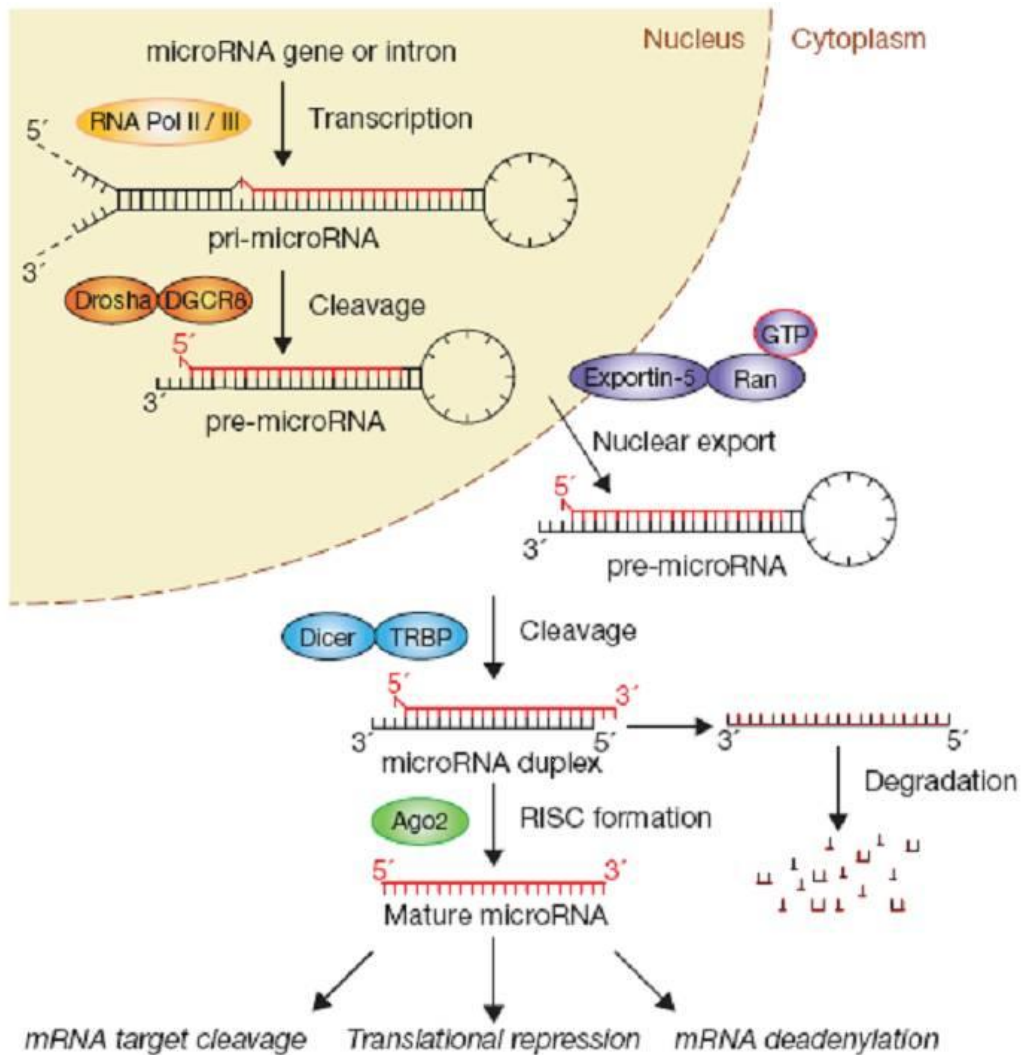 Nucleus
Cytoplasm
microRNA gene or intron
RNA Pol II / III
Transcription
5´
3´
pri-microRNA
Drosha
DGCR8
Cleavage
5´
3´
pre-microRNA
GTP
Exportin-5
Ran
Nuclear export
5´
3´
pre-microRNA
Dicer
TRBP
Cleavage
5´
3´
3´
5´
microRNA duplex
3´
5´
Degradation
Ago2
RISC formation
5´
3´
Mature microRNA
mRNA target cleavage
Translational repression
mRNA deadenylation